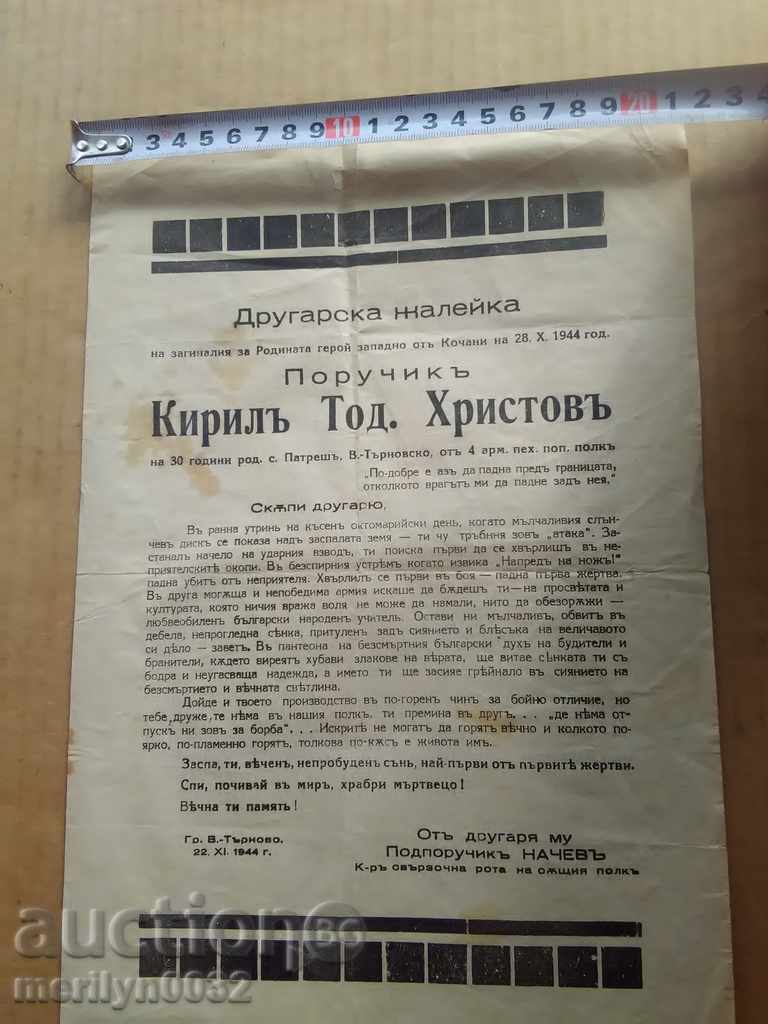 3 4 5 6 7 8 9 10 1 2 3 4 5 6 7 8 9 20 1 2 3 4
Другарска жалейка
на загиналия за Родината герой западно отъ Кочани на 28. X. 1944 год.
Поручикъ
Кирилъ Тод. Христовъ
на 30 години род. с. Патрешъ, В.-Търновско, отъ 4 арм. пех. поп. полкъ
„По-добре е азъ да падна предъ границата,
отколкото врагътъ ми да падне задъ нея.“
Скѫпи другарю,
Въ ранна утринь на късенъ октомврийски день, когато мълчаливия слън-
чевъ дискъ се показа надъ заспалата земя — ти чу тръбния зовъ „атака“. За-
станалъ начело на ударния взводъ, ти поиска първи да се хвърлишъ въ не-
приятелските окопи. Въ безспирния устремъ когато извика „Напредъ на ножъ!“
падна убитъ отъ неприятеля. Хвърлилъ се първи въ боя — падна първа жертва.
Въ друга могѫща и непобедима армия искаше да бѫдешъ ти — на просвѣтата и
културата, която ничия вража воля не може да намали, нито да обезорѫжи —
любвеобиленъ български народенъ учитель. Остави ни мълчаливъ, обвитъ въ
дебела, непрогледна сѣнка, притуленъ задъ сиянието и блѣсъка на величавото
си дѣло — заветъ. Въ пантеона на безсмъртния български духъ на будители и
бранители, кѫдето виреятъ хубави злакове на вѣрата, ще витае сѣнката ти съ
бодра и неугасваща надежда, а името ти ще засияе грѣйнало въ сиянието на
безсмъртието и вѣчната свѣтлина.
Дойде и твоето производство въ по-горенъ чинъ за бойно отличие, но
тебе, друже, те нѣма въ нашия полкъ. ти премина въ другъ . . . „де нѣма от-
пускъ ни зовъ за борба“. . . Искритѣ не могатъ да горятъ вѣчно и колкото по-
ярко, по-пламенно горятъ, толкова по-кѫсъ е живота имъ.
Заспа, ти, вѣченъ, непробуденъ сънь, най-първи отъ първитѣ жертви.
Спи, почивай въ миръ, храбри мъртвецо!
Вѣчна ти память!
Гр. В.-Търново,
22. XI. 1944 г.
Отъ другаря му
Подпоручикъ НАЧЕВЪ
К-ръ свързочна рота на сѫщия полкъ
auction89
merilyn0032